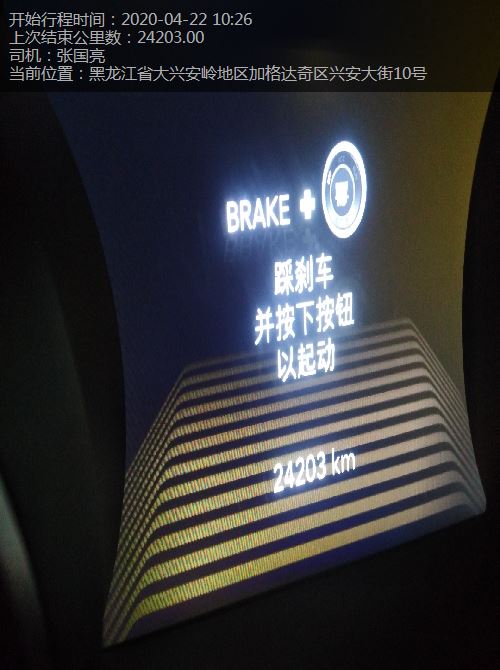 开始行程时间：2020-04-22 10:26
上次结束公里数：24203.00
司机：张国亮
当前位置：黑龙江省大兴安岭地区加格达奇区兴安大街10号
BRAKE +
踩刹车
并按下按钮
以起动
24203 km